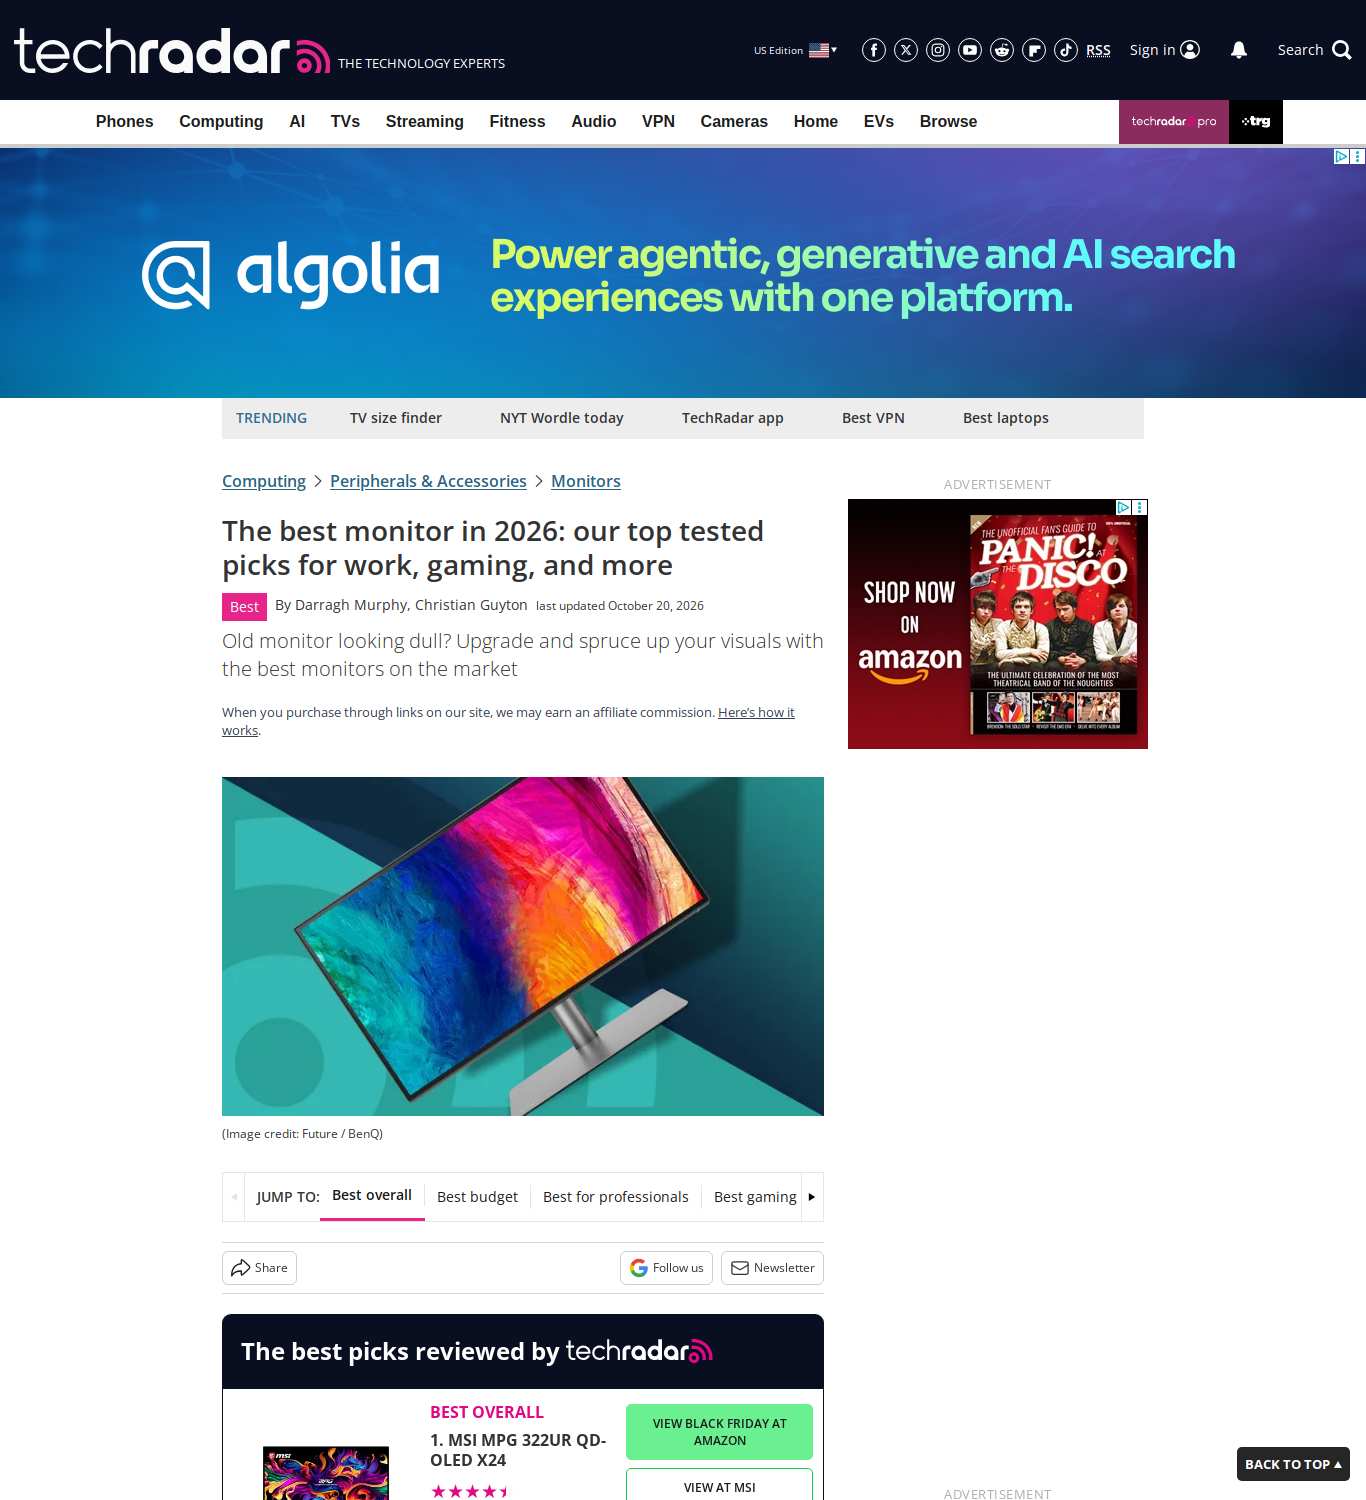 techradar THE TECHNOLOGY EXPERTS
US Edition RSS Sign in Search
Phones Computing AI TVs Streaming Fitness Audio VPN Cameras Home EVs Browse techradar pro trg
algolia
Power agentic, generative and AI search
experiences with one platform.
TRENDING TV size finder NYT Wordle today TechRadar app Best VPN Best laptops
Computing Peripherals & Accessories Monitors
The best monitor in 2026: our top tested
picks for work, gaming, and more
Best By Darragh Murphy, Christian Guyton last updated October 20, 2026
Old monitor looking dull? Upgrade and spruce up your visuals with
the best monitors on the market
When you purchase through links on our site, we may earn an affiliate commission. Here's how it
works.
ADVERTISEMENT
SHOP NOW
ON
amazon
THE UNOFFICIAL FAN'S GUIDE TO
PANIC! AT
THE DISCO
THE ULTIMATE CELEBRATION OF THE MOST
THEATRICAL BAND OF THE NOUGHTIES
(Image credit: Future / BenQ)
JUMP TO: Best overall Best budget Best for professionals Best gaming
Share Follow us Newsletter
The best picks reviewed by techradar
BEST OVERALL
1. MSI MPG 322UR QD-
OLED X24
msi
VIEW BLACK FRIDAY AT
AMAZON
VIEW AT MSI
BACK TO TOP
ADVERTISEMENT